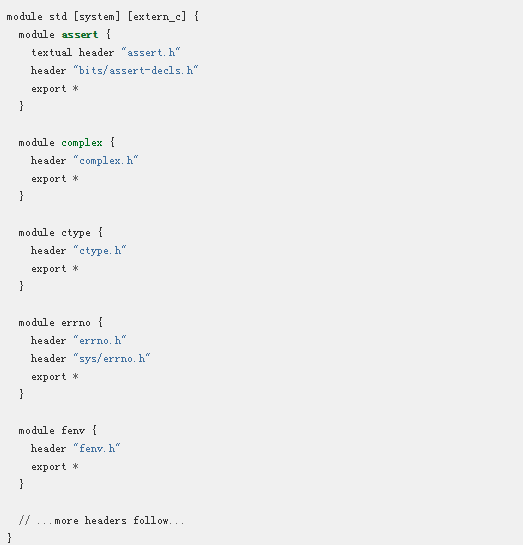 module std [system] [extern_c] {
  module assert {
    textual header "assert.h"
    header "bits/assert-decls.h"
    export *
  }

  module complex {
    header "complex.h"
    export *
  }

  module ctype {
    header "ctype.h"
    export *
  }

  module errno {
    header "errno.h"
    header "sys/errno.h"
    export *
  }

  module fenv {
    header "fenv.h"
    export *
  }

  // ...more headers follow...
}